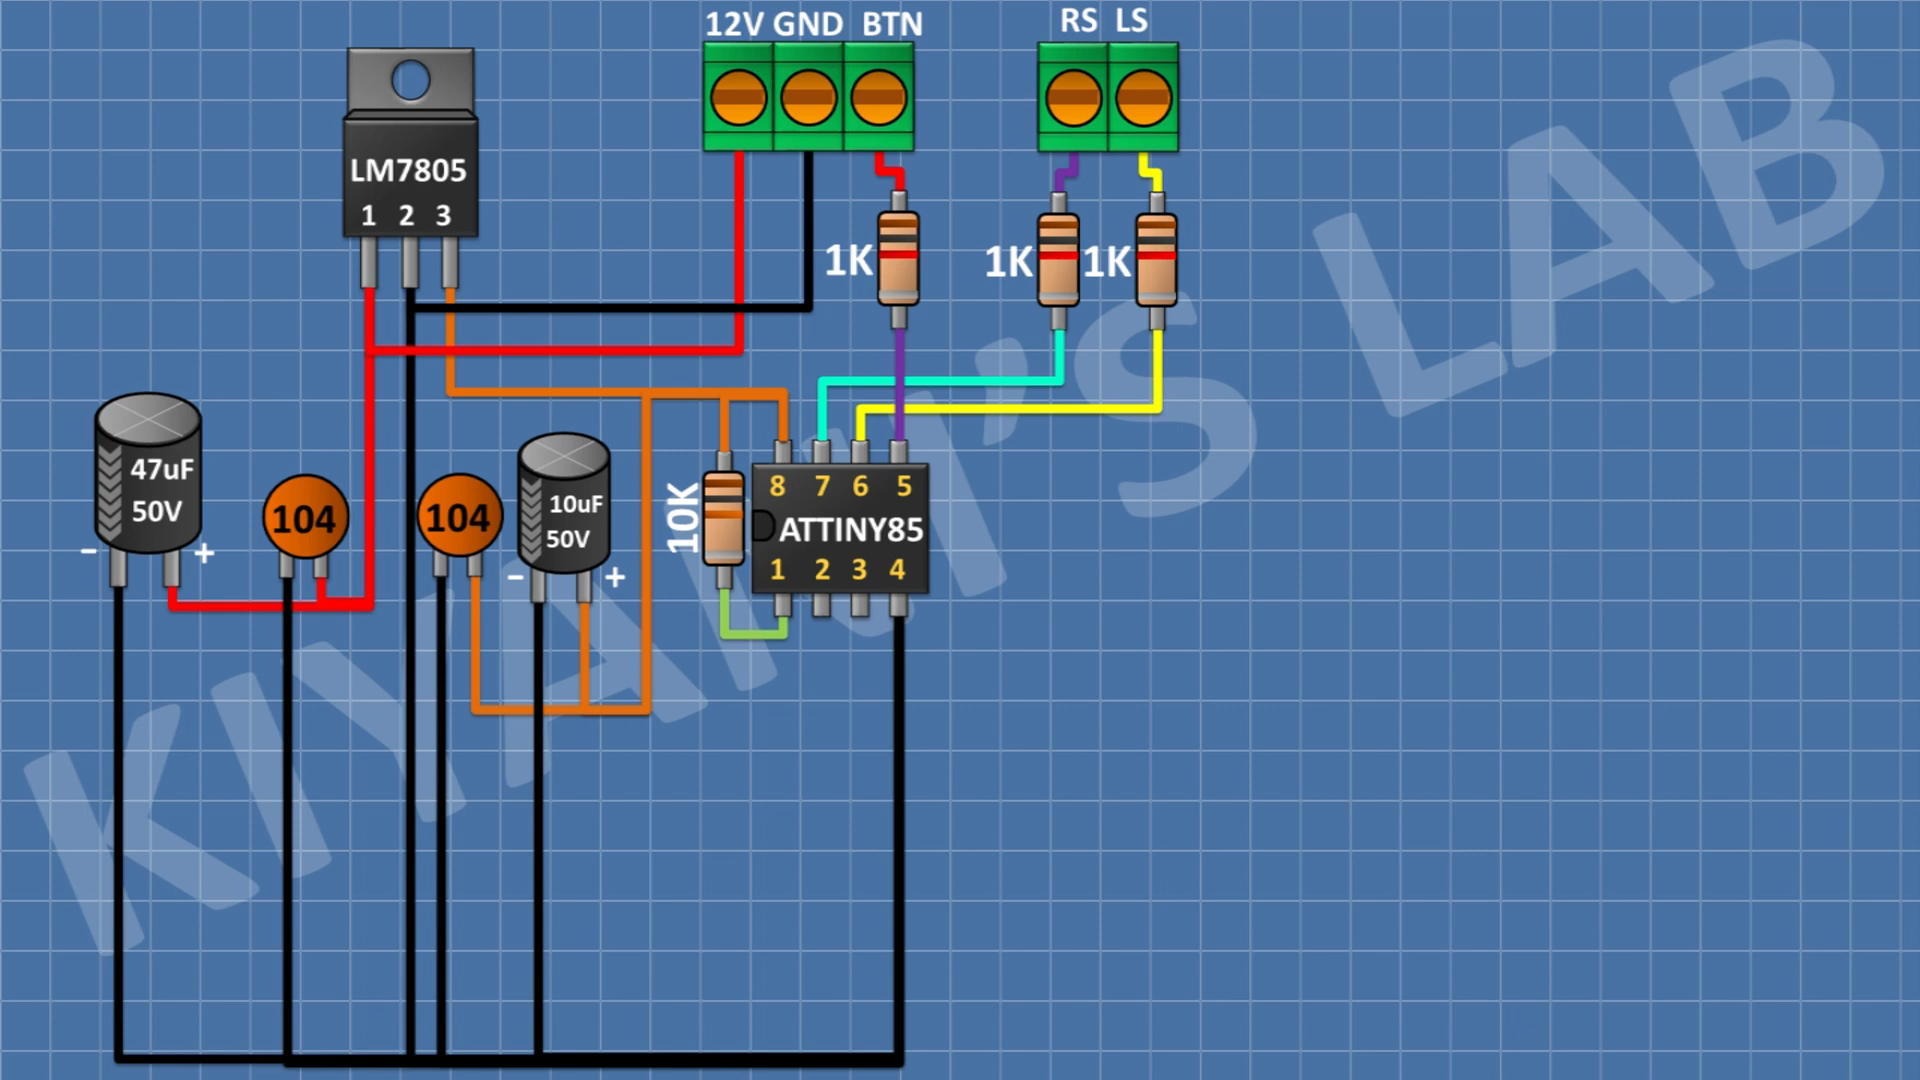 12V GND BTN
RS LS
LM7805
1 2 3
1K
1K
1K
47uF
50V
- +
104
104
10uF
50V
- +
10K
8 7 6 5
ATTINY85
1 2 3 4
KIYANI'S LAB